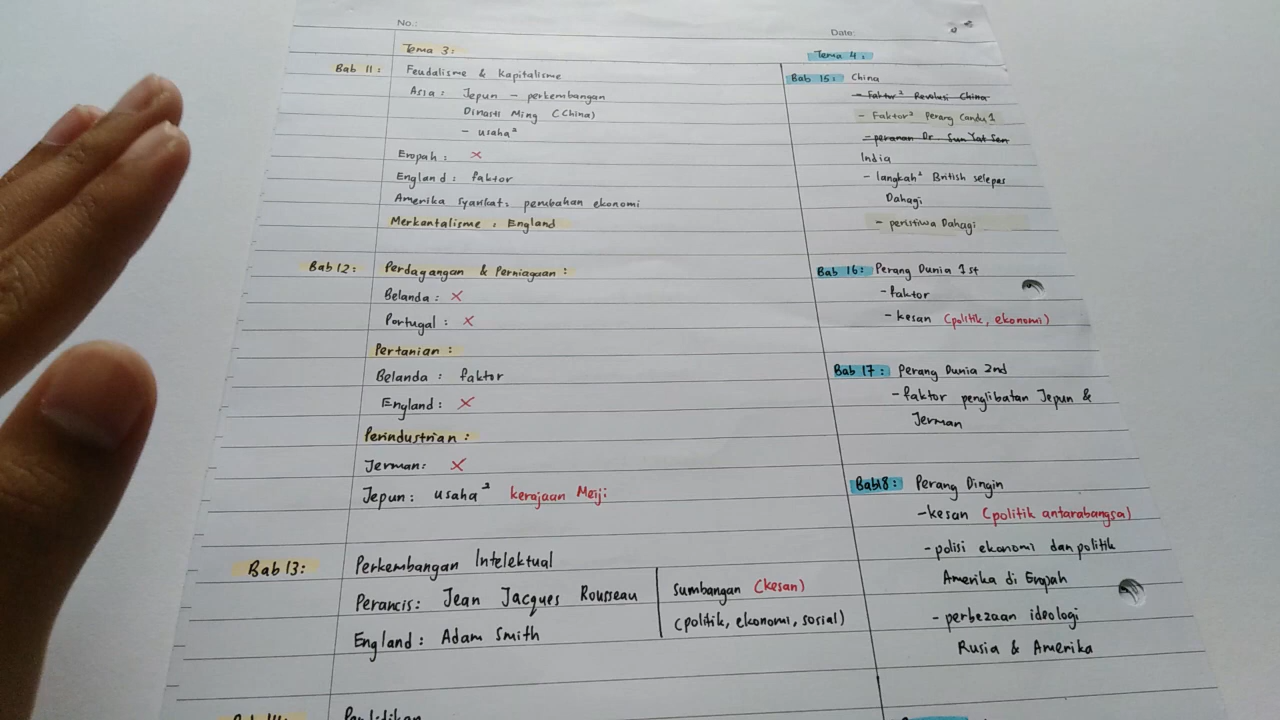 No.:
Date:
Tema 3:
Bab 11: Feudalisme & Kapitalisme
Asia: Jepun - perkembangan
Dinasti Ming (China)
- usaha²
Eropah: x
England: faktor
Amerika Syarikat: perubahan ekonomi
Merkantalisme: England
Bab 12: Perdagangan & Perniagaan:
Belanda: x
Portugal: x
Pertanian:
Belanda: faktor
England: x
Perindustrian:
Jerman: x
Jepun: usaha² kerajaan Meiji
Bab 13: Perkembangan Intelektual
Perancis: Jean Jacques Rousseau
England: Adam Smith
sumbangan (kesan)
(politik, ekonomi, sosial)
Tema 4:
Bab 15: China
- Faktor² Revolusi China
- Faktor² Perang Candu 1
- peranan Dr Sun Yat Sen
India
- langkah² British selepas
Dahagi
- peristiwa Dahagi
Bab 16: Perang Dunia 1st
- faktor
- kesan (politik, ekonomi)
Bab 17: Perang Dunia 2nd
- faktor penglibatan Jepun &
Jerman
Bab 18: Perang Dingin
- kesan (politik antarabangsa)
- polisi ekonomi dan politik
Amerika di Eropah
- perbezaan ideologi
Rusia & Amerika